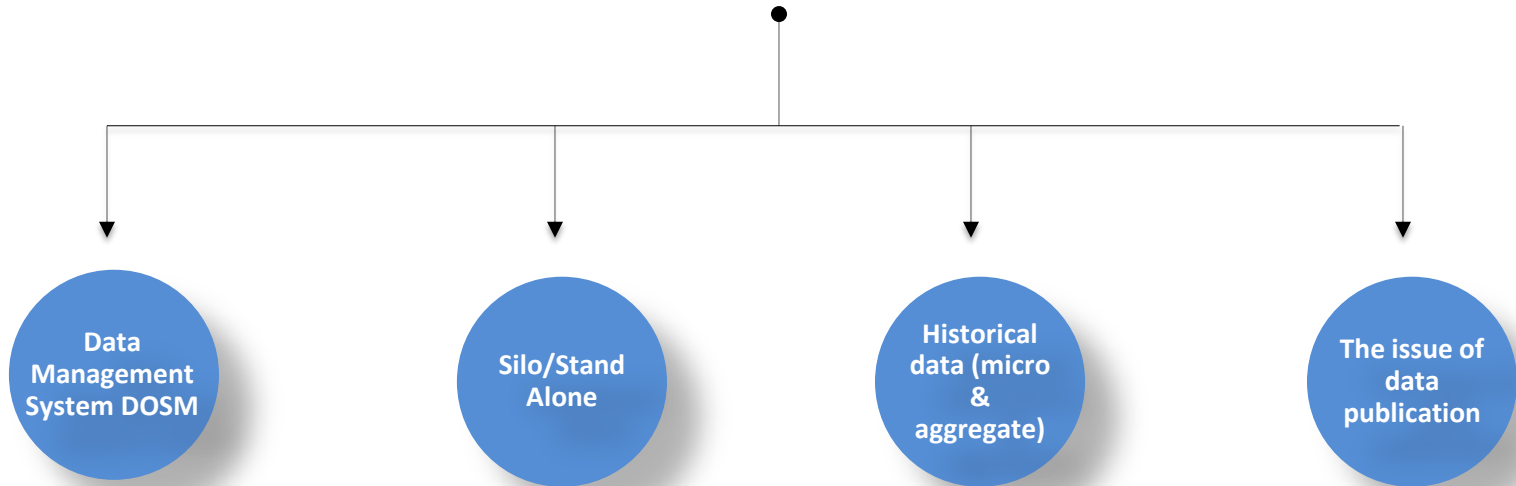 Data
Management
System DOSM
Silo/Stand
Alone
Historical
data (micro
&
aggregate)
The issue of
data
publication